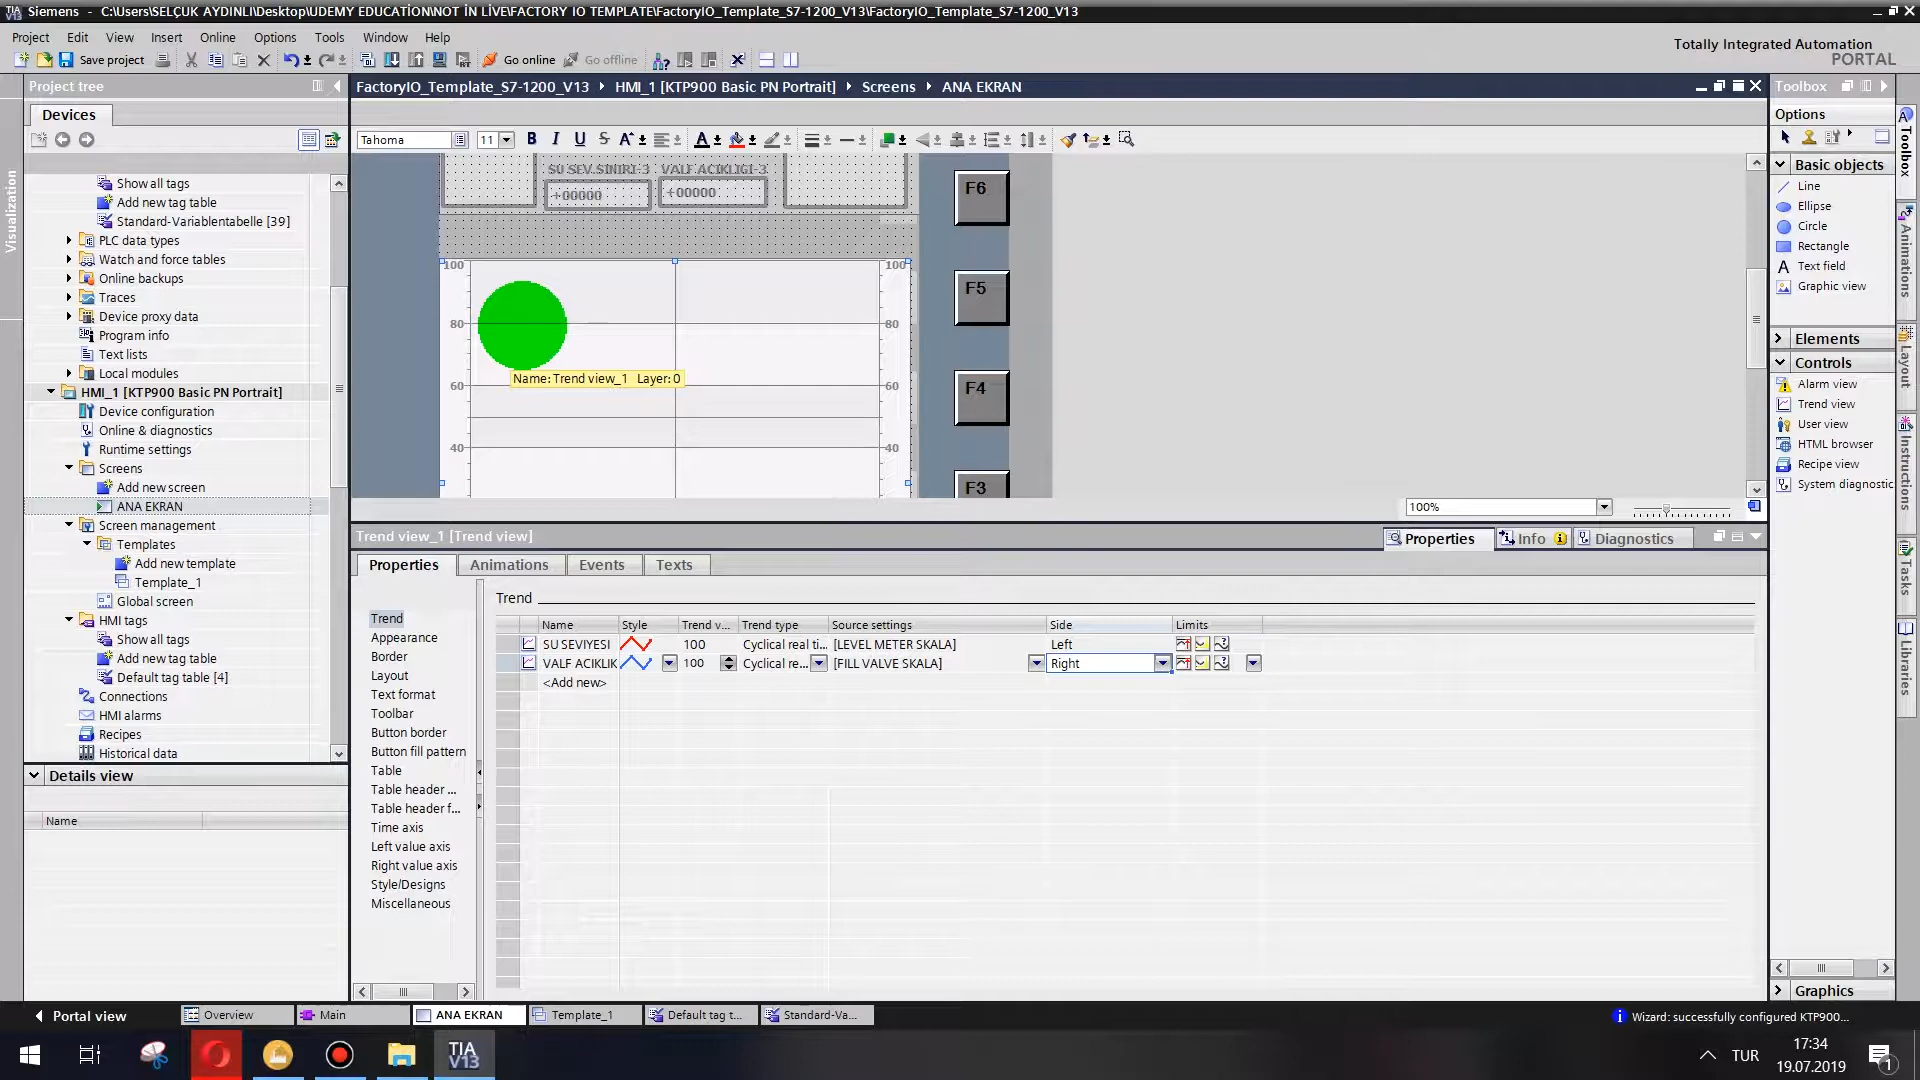 Siemens - C:\Users\SELÇUK AYDINLI\Desktop\UDEMY EDUCATİON\NOT İN LİVE\FACTORY IO TEMPLATE\FactoryIO_Template_S7-1200_V13\FactoryIO_Template_S7-1200_V13
Project Edit View Insert Online Options Tools Window Help
Totally Integrated Automation
PORTAL
Save project
Go online
Go offline
Project tree
FactoryIO_Template_S7-1200_V13 HMI_1 [KTP900 Basic PN Portrait] Screens ANA EKRAN
Toolbox
Devices
Options
Visualization
Tahoma 11 B I U S
Show all tags
Add new tag table
Standard-Variablentabelle [39]
PLC data types
Watch and force tables
Online backups
Traces
Device proxy data
Program info
Text lists
Local modules
HMI_1 [KTP900 Basic PN Portrait]
Device configuration
Online & diagnostics
Runtime settings
Screens
Add new screen
ANA EKRAN
Screen management
Templates
Add new template
Template_1
Global screen
HMI tags
Show all tags
Add new tag table
Default tag table [4]
Connections
HMI alarms
Recipes
Historical data
Details view
Name
SU SEV.SINIRI-3 VALF ACIKLIGI-3
+00000 +00000
100 100
80 80
60 60
40 40
Name: Trend view_1 Layer: 0
F6
F5
F4
F3
100%
Basic objects
Line
Ellipse
Circle
Rectangle
Text field
Graphic view
Elements
Controls
Alarm view
Trend view
User view
HTML browser
Recipe view
System diagnostic
Graphics
Toolbox
Animations
Layout
Instructions
Tasks
Libraries
Trend view_1 [Trend view]
Properties Info Diagnostics
Properties Animations Events Texts
Trend
Appearance
Border
Layout
Text format
Toolbar
Button border
Button fill pattern
Table
Table header ...
Table header f...
Time axis
Left value axis
Right value axis
Style/Designs
Miscellaneous
Trend
Name Style Trend v... Trend type Source settings Side Limits
SU SEVIYESI 100 Cyclical real ti... [LEVEL METER SKALA] Left
VALF ACIKLIK 100 Cyclical re... [FILL VALVE SKALA] Right
<Add new>
Portal view
Overview
Main
ANA EKRAN
Template_1
Default tag t...
Standard-Va...
Wizard: successfully configured KTP900...
TIA
V13
TUR
17:34
19.07.2019
1